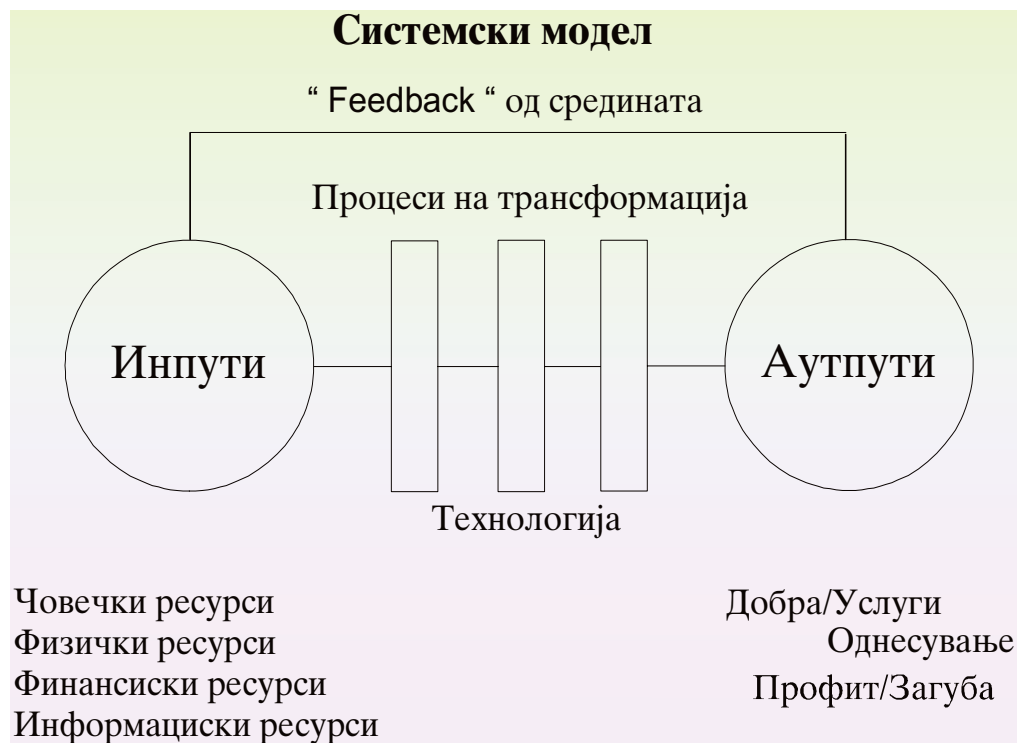 Системски модел
“ Feedback “ од средината
Процеси на трансформација
Инпути
Аутпути
Технологија
Човечки ресурси
Физички ресурси
Финансиски ресурси
Информациски ресурси
Добра/Услуги
Однесување
Профит/Загуба